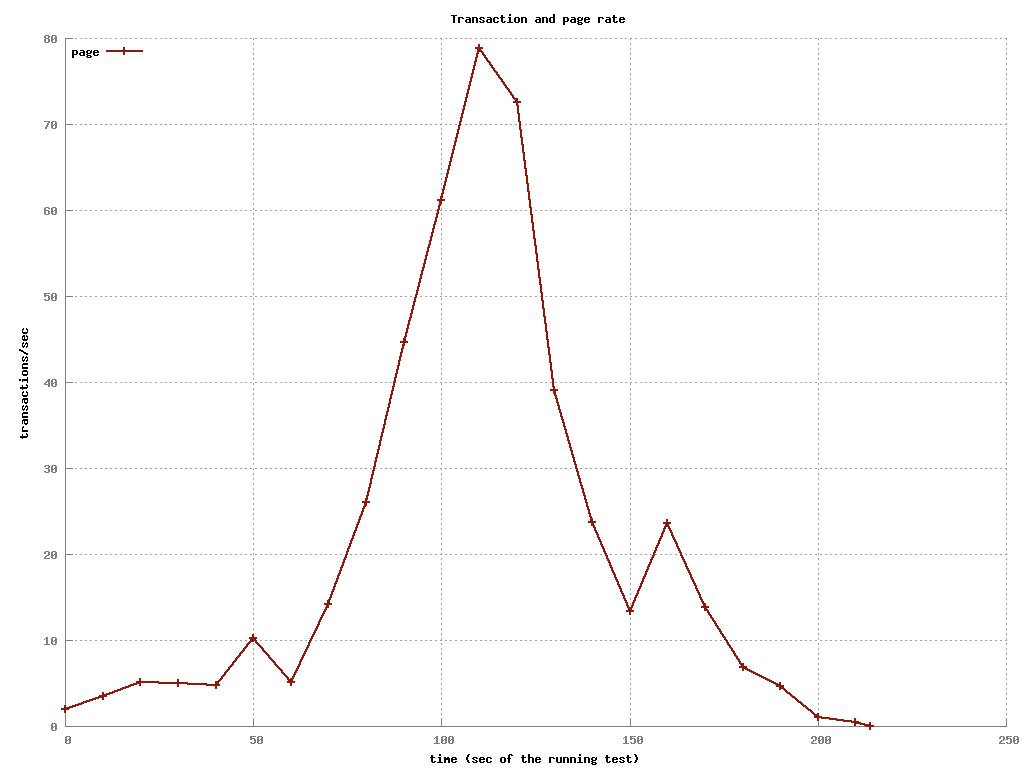 Transaction and page rate
page
80
70
60
50
40
30
20
10
0
transactions/sec
0 50 100 150 200 250
time (sec of the running test)